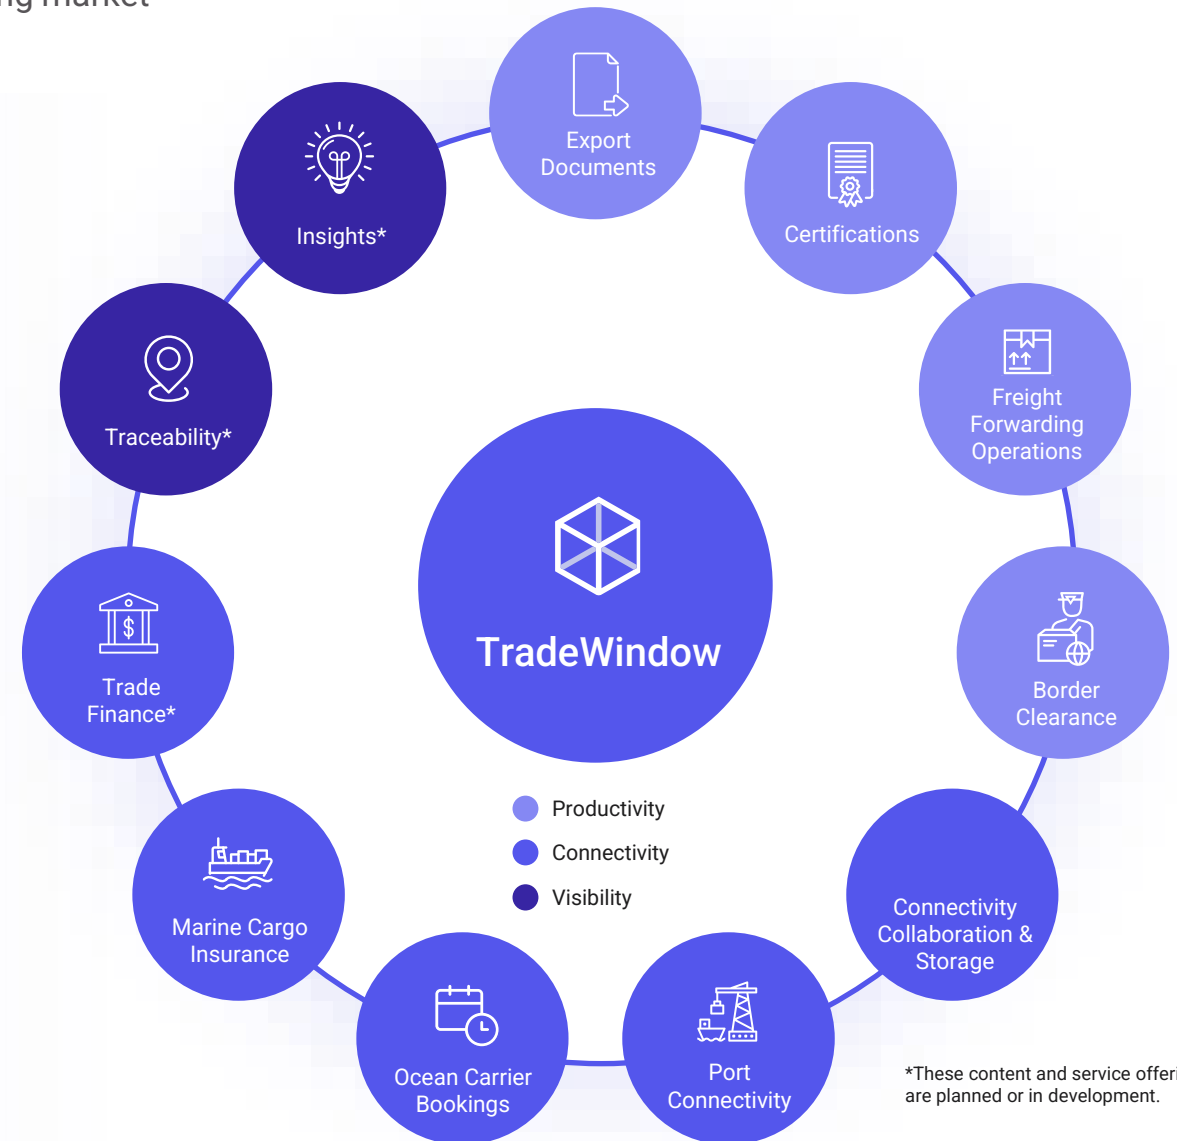 market
Export
Documents
Insights*
Certifications
Freight
Forwarding
Operations
Traceability*
TradeWindow
Trade
Finance*
Border
Clearance
Productivity
Connectivity
Visibility
Marine Cargo
Insurance
Connectivity
Collaboration &
Storage
Ocean Carrier
Bookings
Port
Connectivity
$
*These content and service
are planned or in development.